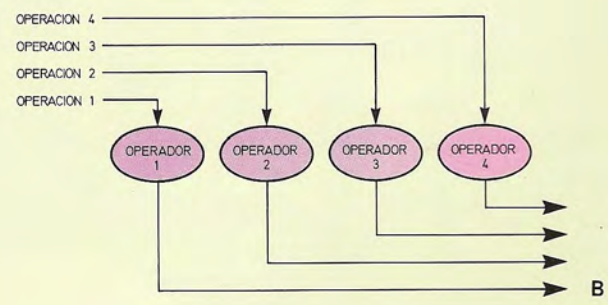 OPERACION 4
OPERACION 3
OPERACION 2
OPERACION 1
OPERADOR
1
OPERADOR
2
OPERADOR
3
OPERADOR
4
B